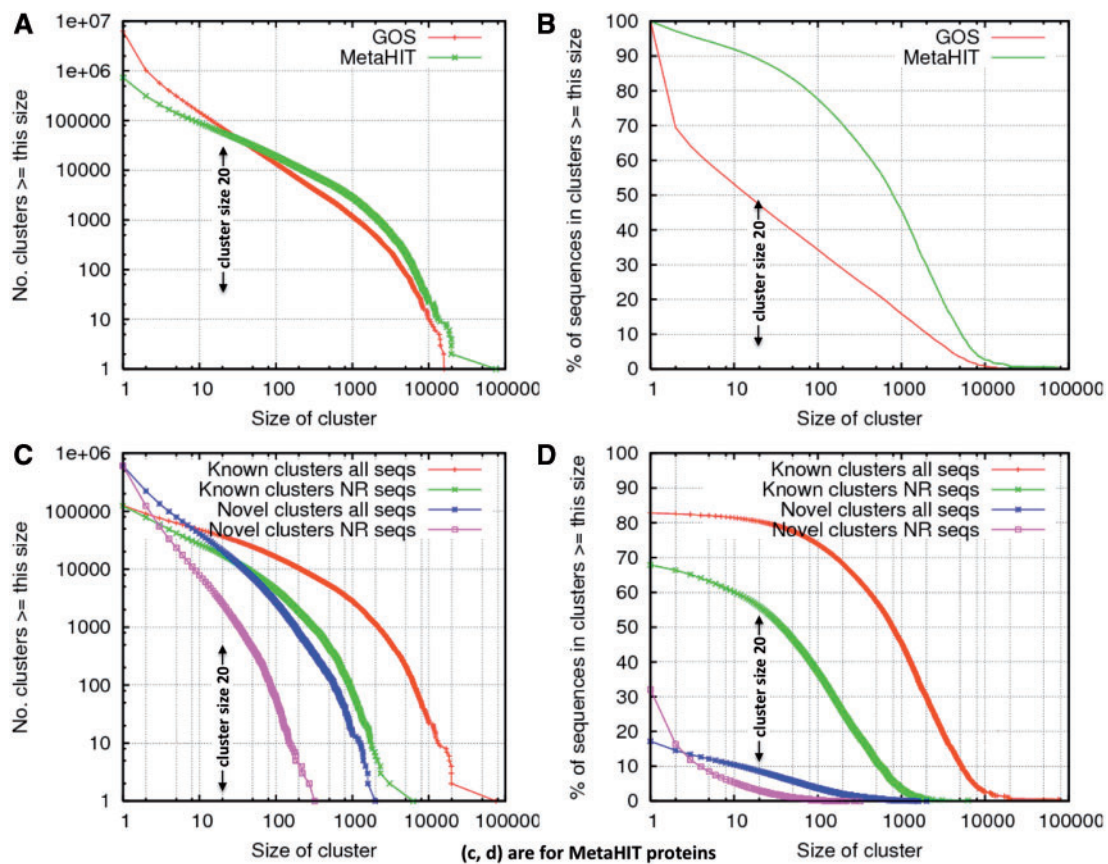 A
No. clusters >= this size
1e+07
1e+06
100000
10000
1000
100
10
1
GOS
MetaHIT
cluster size 20
1 10 100 1000 10000 100000
Size of cluster
B
% of sequences in clusters >= this size
100
90
80
70
60
50
40
30
20
10
0
GOS
MetaHIT
cluster size 20
1 10 100 1000 10000 100000
Size of cluster
C
No. clusters >= this size
1e+06
100000
10000
1000
100
10
1
Known clusters all seqs
Known clusters NR seqs
Novel clusters all seqs
Novel clusters NR seqs
cluster size 20
1 10 100 1000 10000 100000
Size of cluster
D
% of sequences in clusters >= this size
100
90
80
70
60
50
40
30
20
10
0
Known clusters all seqs
Known clusters NR seqs
Novel clusters all seqs
Novel clusters NR seqs
cluster size 20
1 10 100 1000 10000 100000
Size of cluster
(c, d) are for MetaHIT proteins